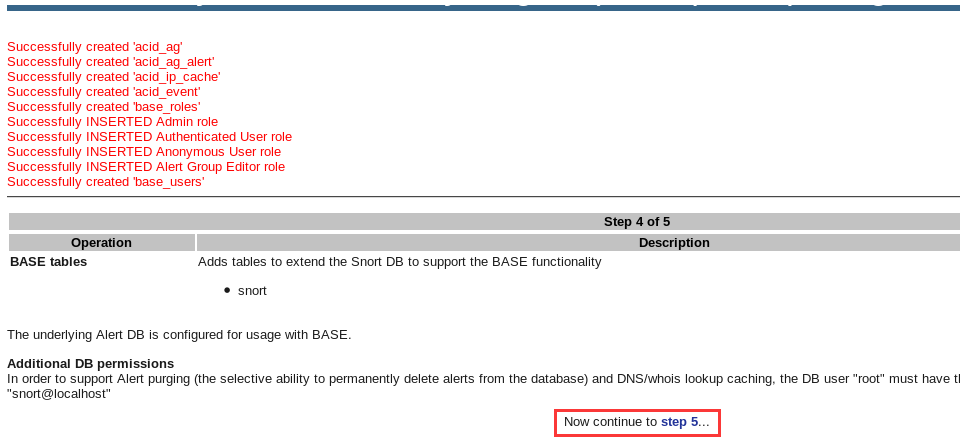 Successfully created 'acid_ag'
Successfully created 'acid_ag_alert'
Successfully created 'acid_ip_cache'
Successfully created 'acid_event'
Successfully created 'base_roles'
Successfully INSERTED Admin role
Successfully INSERTED Authenticated User role
Successfully INSERTED Anonymous User role
Successfully INSERTED Alert Group Editor role
Successfully created 'base_users'
Step 4 of 5
Operation Description
BASE tables Adds tables to extend the Snort DB to support the BASE functionality
• snort
The underlying Alert DB is configured for usage with BASE.
Additional DB permissions
In order to support Alert purging (the selective ability to permanently delete alerts from the database) and DNS/whois lookup caching, the DB user "root" must have
"snort@localhost"
Now continue to step 5...